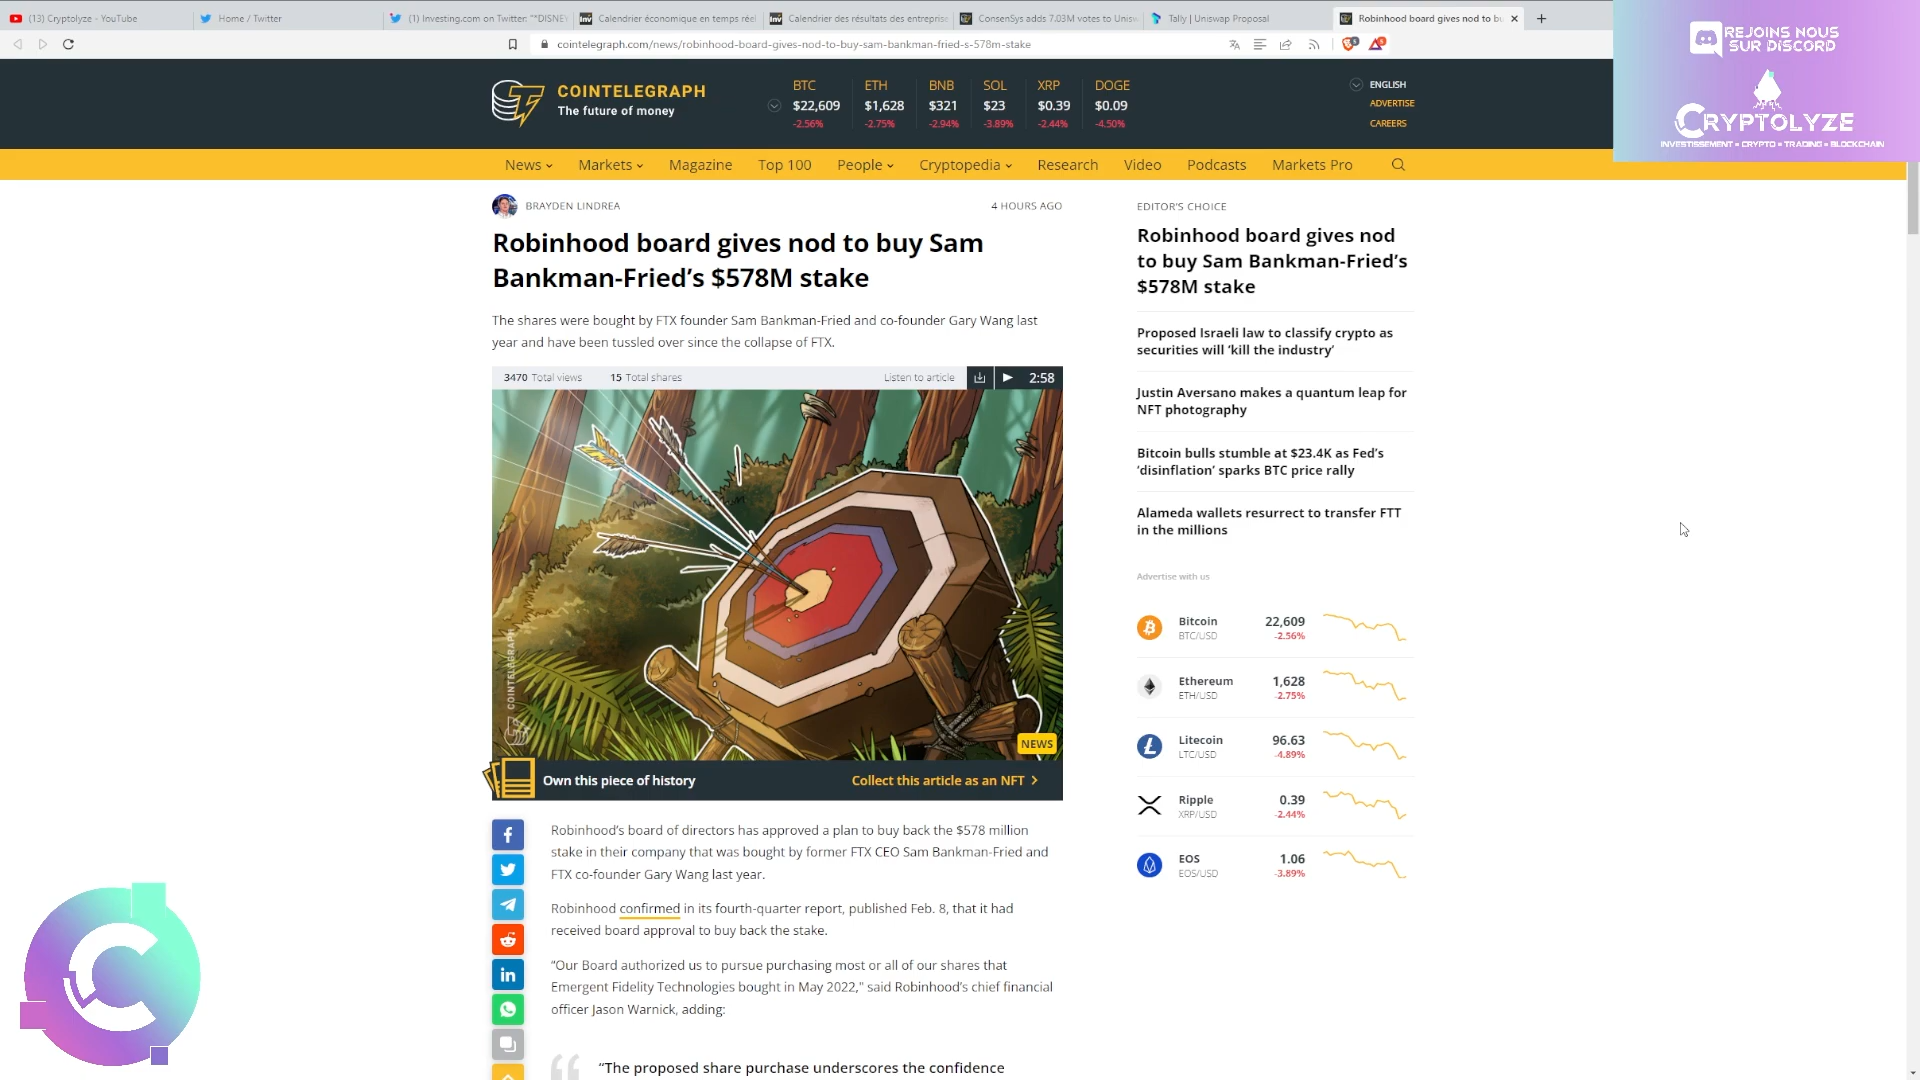 (13) Cryptolyze - YouTube
Home / Twitter
(1) Investing.com on Twitter: "*DISNE
Calendrier économique en temps réel
Calendrier des résultats des entreprise
ConsenSys adds 7.03M votes to Unisw
Tally | Uniswap Proposal
Robinhood board gives nod to bu
cointelegraph.com/news/robinhood-board-gives-nod-to-buy-sam-bankman-fried-s-578m-stake
REJOINS NOUS
SUR DISCORD
CRYPTOLYZE
INVESTISSEMENT • CRYPTO • TRADING • BLOCKCHAIN
COINTELEGRAPH
The future of money
BTC ETH BNB SOL XRP DOGE
$22,609 $1,628 $321 $23 $0.39 $0.09
-2.56% -2.75% -2.94% -3.89% -2.44% -4.50%
ENGLISH
ADVERTISE
CAREERS
News Markets Magazine Top 100 People Cryptopedia Research Video Podcasts Markets Pro
BRAYDEN LINDREA
4 HOURS AGO
Robinhood board gives nod to buy Sam
Bankman-Fried's $578M stake
The shares were bought by FTX founder Sam Bankman-Fried and co-founder Gary Wang last
year and have been tussled over since the collapse of FTX.
3470 Total views 15 Total shares Listen to article 2:58
COINTELEGRAPH
NEWS
Own this piece of history
Collect this article as an NFT
Robinhood's board of directors has approved a plan to buy back the $578 million
stake in their company that was bought by former FTX CEO Sam Bankman-Fried and
FTX co-founder Gary Wang last year.
Robinhood confirmed in its fourth-quarter report, published Feb. 8, that it had
received board approval to buy back the stake.
“Our Board authorized us to pursue purchasing most or all of our shares that
Emergent Fidelity Technologies bought in May 2022," said Robinhood's chief financial
officer Jason Warnick, adding:
“The proposed share purchase underscores the confidence
EDITOR'S CHOICE
Robinhood board gives nod
to buy Sam Bankman-Fried's
$578M stake
Proposed Israeli law to classify crypto as
securities will ‘kill the industry’
Justin Aversano makes a quantum leap for
NFT photography
Bitcoin bulls stumble at $23.4K as Fed's
‘disinflation’ sparks BTC price rally
Alameda wallets resurrect to transfer FTT
in the millions
Advertise with us
Bitcoin 22,609
BTC/USD -2.56%
Ethereum 1,628
ETH/USD -2.75%
Litecoin 96.63
LTC/USD -4.89%
Ripple 0.39
XRP/USD -2.44%
EOS 1.06
EOS/USD -3.89%